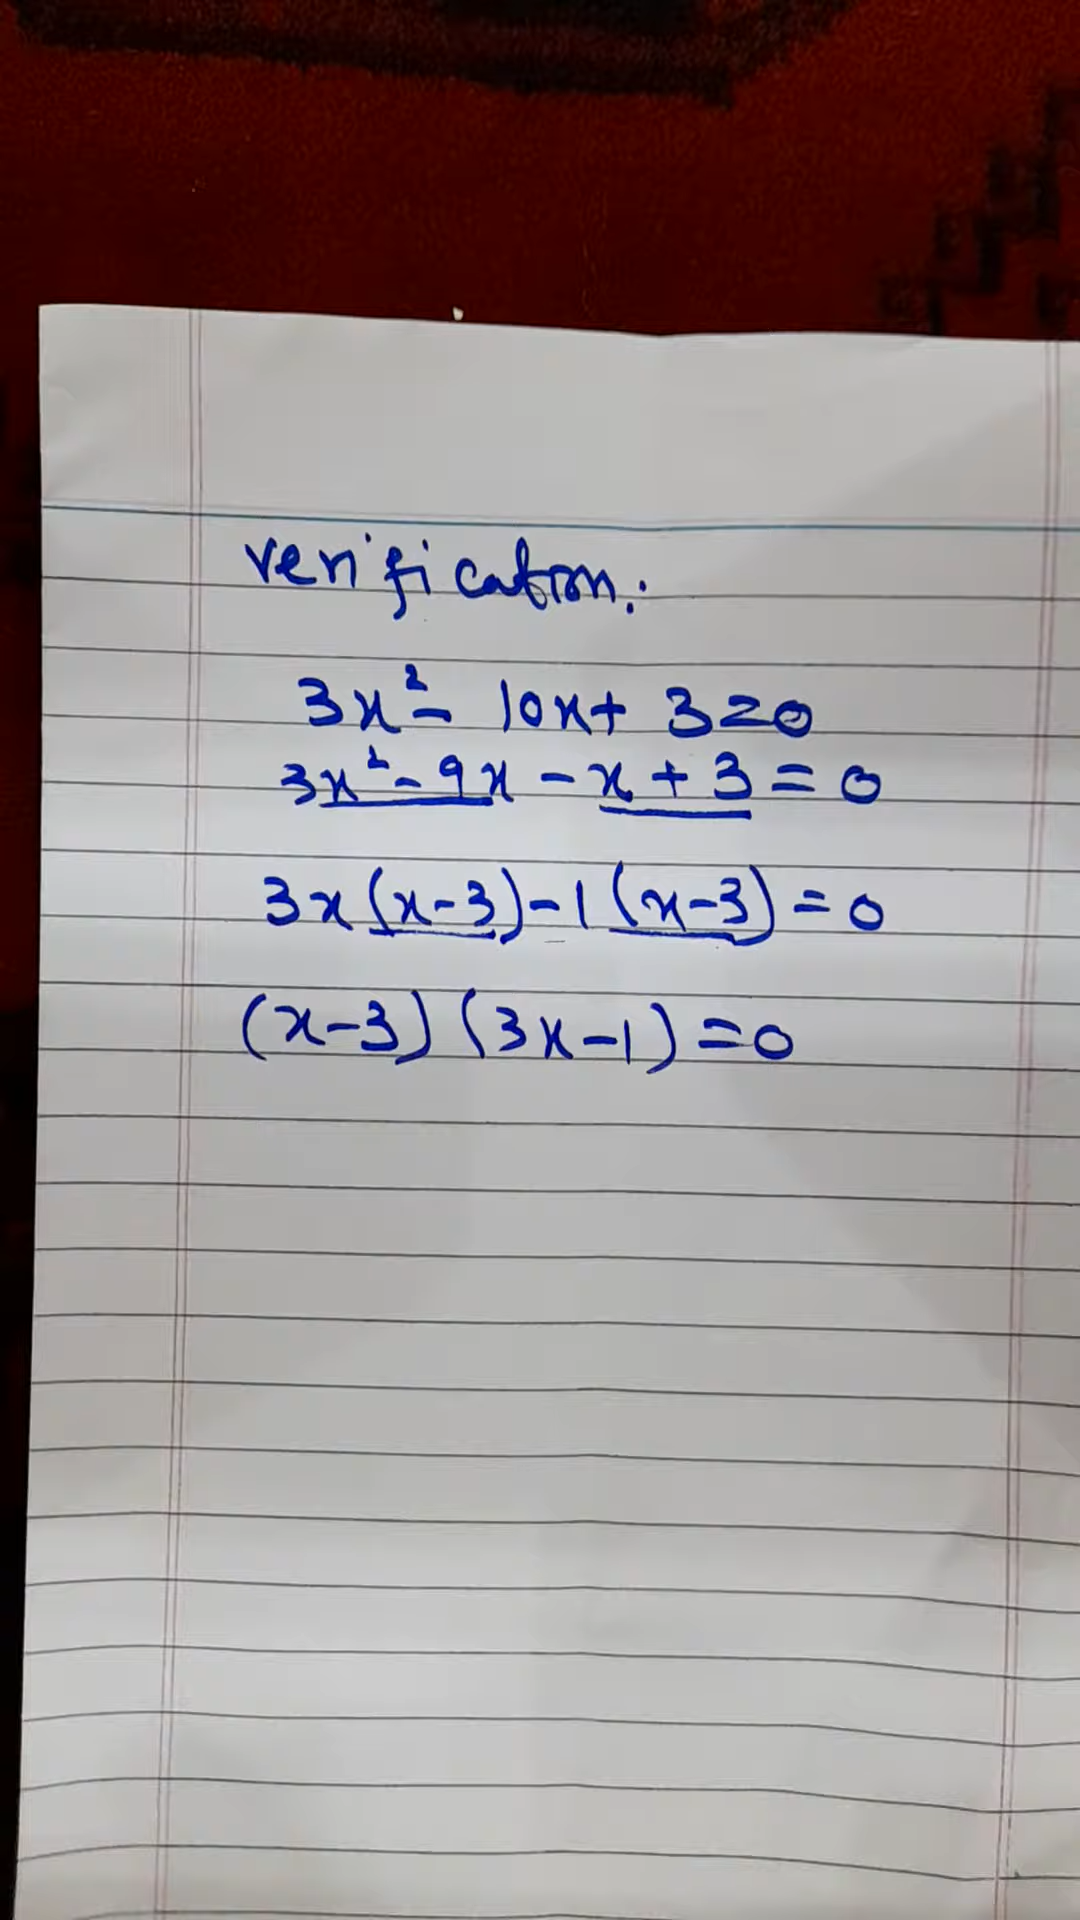 verification:
3x² - 10x + 3 = 0
3x² - 9x - x + 3 = 0
3x (x-3) - 1 (x-3) = 0
(x-3) (3x-1) = 0